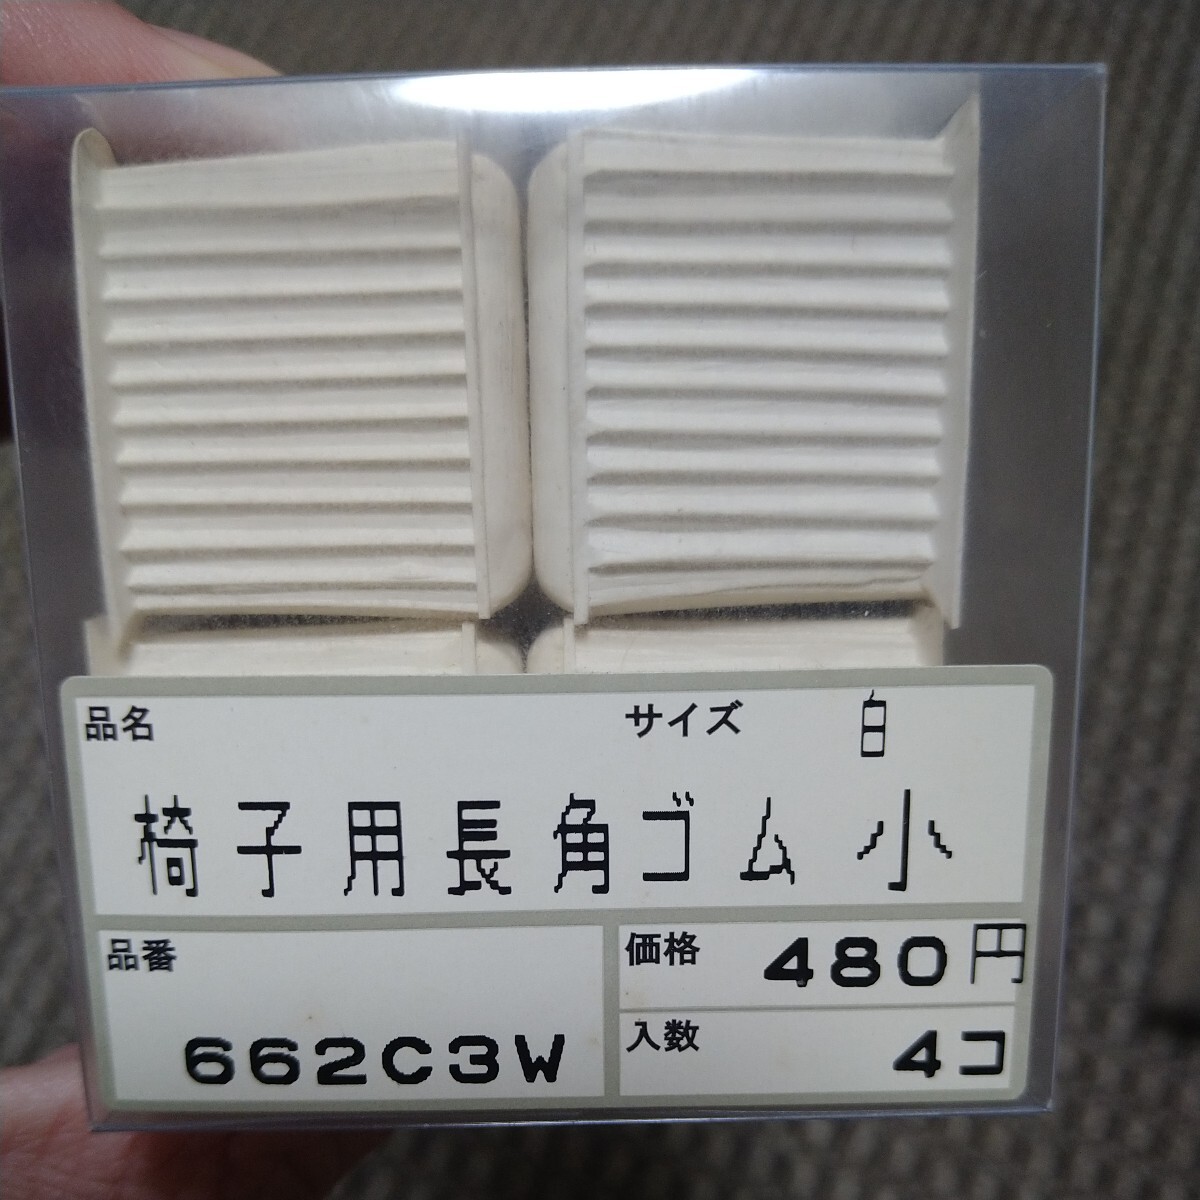 品名 サイズ 白
椅子用長角ゴム 小
品番
662C3W
価格 480円
入数 4コ